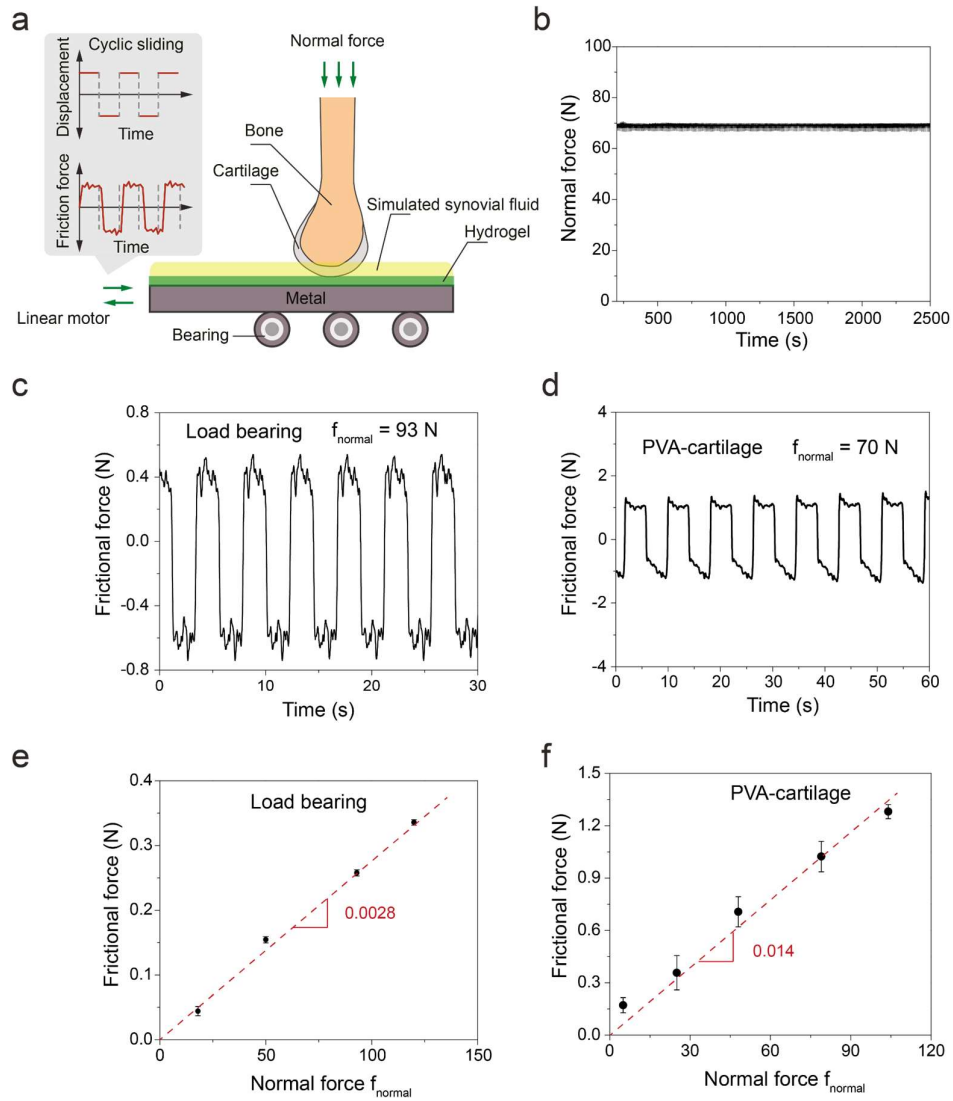 a
Cyclic sliding
Displacement
Time
Friction force
Time
Normal force
Bone
Cartilage
Simulated synovial fluid
Hydrogel
Metal
Linear motor
Bearing
b
Normal force (N)
100
80
60
40
20
0
500 1000 1500 2000 2500
Time (s)
c
Load bearing f_normal = 93 N
Frictional force (N)
0.8
0.4
0.0
-0.4
-0.8
0 10 20 30
Time (s)
d
PVA-cartilage f_normal = 70 N
Frictional force (N)
4
2
0
-2
-4
0 10 20 30 40 50 60
Time (s)
e
Load bearing
Frictional force (N)
0.4
0.3
0.2
0.1
0.0
0.0028
0 50 100 150
Normal force f_normal
f
PVA-cartilage
Frictional force (N)
1.5
1.2
0.9
0.6
0.3
0.0
0.014
0 30 60 90 120
Normal force f_normal